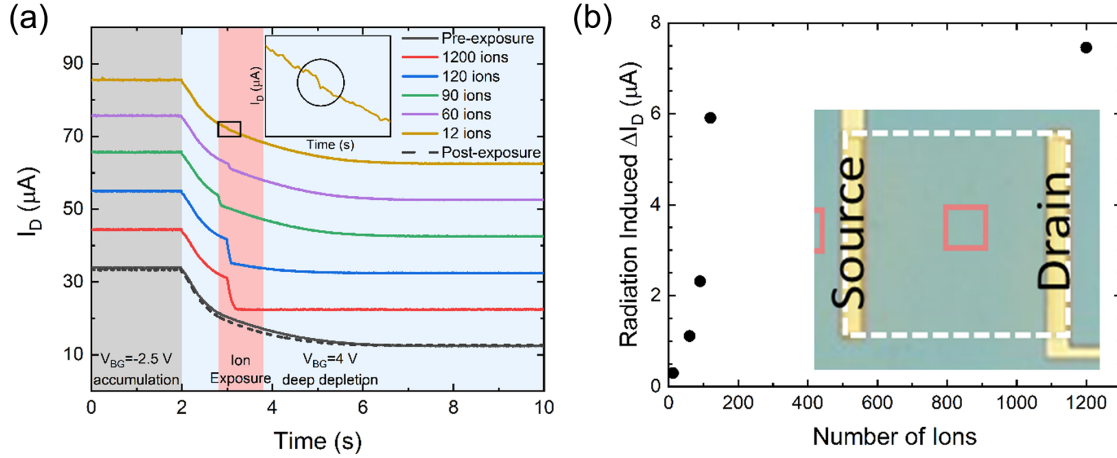 (a)
I_D (μA)
90
70
50
30
10
0
2
4
6
8
10
Time (s)
I_D (μA)
Time (s)
Pre-exposure
1200 ions
120 ions
90 ions
60 ions
12 ions
Post-exposure
V_BG=-2.5 V
accumulation
Ion
Exposure
V_BG=4 V
deep depletion
(b)
Radiation Induced ΔI_D (μA)
8
6
4
2
0
0
200
400
600
800
1000
1200
Number of Ions
Source
Drain